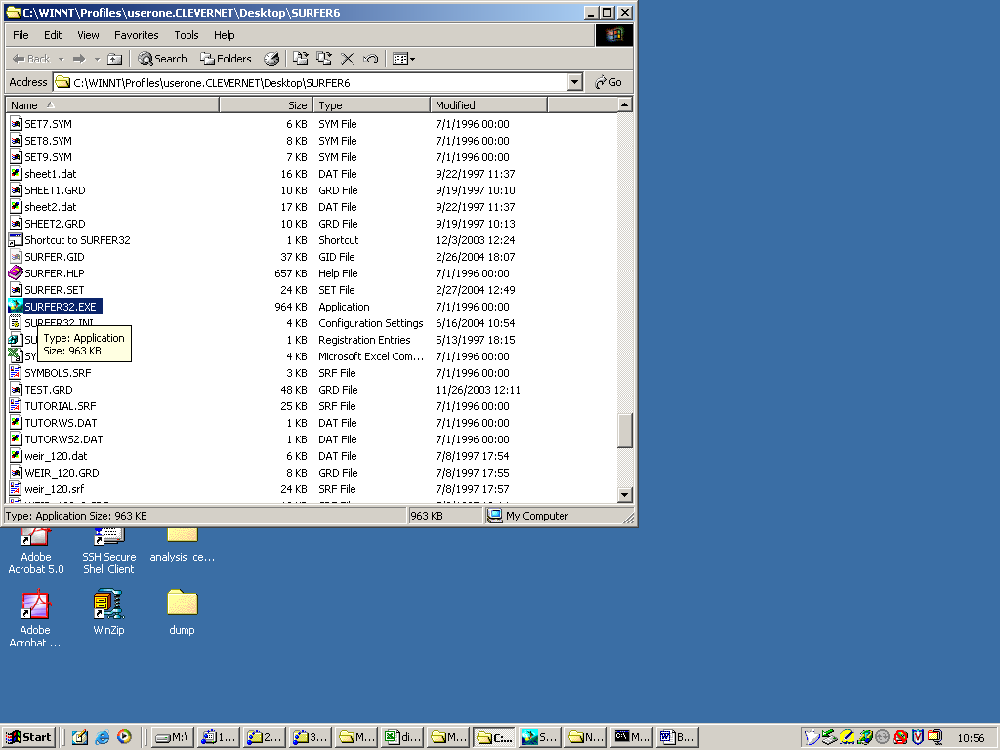 C:\WINNT\Profiles\userone.CLEVERNET\Desktop\SURFER6
File Edit View Favorites Tools Help
Back Search Folders
Address C:\WINNT\Profiles\userone.CLEVERNET\Desktop\SURFER6 Go
Name Size Type Modified
SET7.SYM 6 KB SYM File 7/1/1996 00:00
SET8.SYM 8 KB SYM File 7/1/1996 00:00
SET9.SYM 7 KB SYM File 7/1/1996 00:00
sheet1.dat 16 KB DAT File 9/22/1997 11:37
SHEET1.GRD 10 KB GRD File 9/19/1997 10:10
sheet2.dat 17 KB DAT File 9/22/1997 11:37
SHEET2.GRD 10 KB GRD File 9/19/1997 10:13
Shortcut to SURFER32 1 KB Shortcut 12/3/2003 12:24
SURFER.GID 37 KB GID File 2/26/2004 18:07
SURFER.HLP 657 KB Help File 7/1/1996 00:00
SURFER.SET 24 KB SET File 2/27/2004 12:49
SURFER32.EXE 964 KB Application 7/1/1996 00:00
SURFER32.INI 4 KB Configuration Settings 6/16/2004 10:54
SU 1 KB Registration Entries 5/13/1997 18:15
SY 4 KB Microsoft Excel Com... 7/1/1996 00:00
Type: Application
Size: 963 KB
SYMBOLS.SRF 3 KB SRF File 7/1/1996 00:00
TEST.GRD 48 KB GRD File 11/26/2003 12:11
TUTORIAL.SRF 25 KB SRF File 7/1/1996 00:00
TUTORWS.DAT 1 KB DAT File 7/1/1996 00:00
TUTORWS2.DAT 1 KB DAT File 7/1/1996 00:00
weir_120.dat 6 KB DAT File 7/8/1997 17:54
WEIR_120.GRD 8 KB GRD File 7/8/1997 17:55
weir_120.srf 24 KB SRF File 7/8/1997 17:57
Type: Application Size: 963 KB 963 KB My Computer
Adobe Acrobat 5.0
SSH Secure Shell Client
analysis_ce...
Adobe Acrobat ...
WinZip
dump
Start M:\ 1... 2... 3... M... di... M... C:... S... N... M... B... 10:56